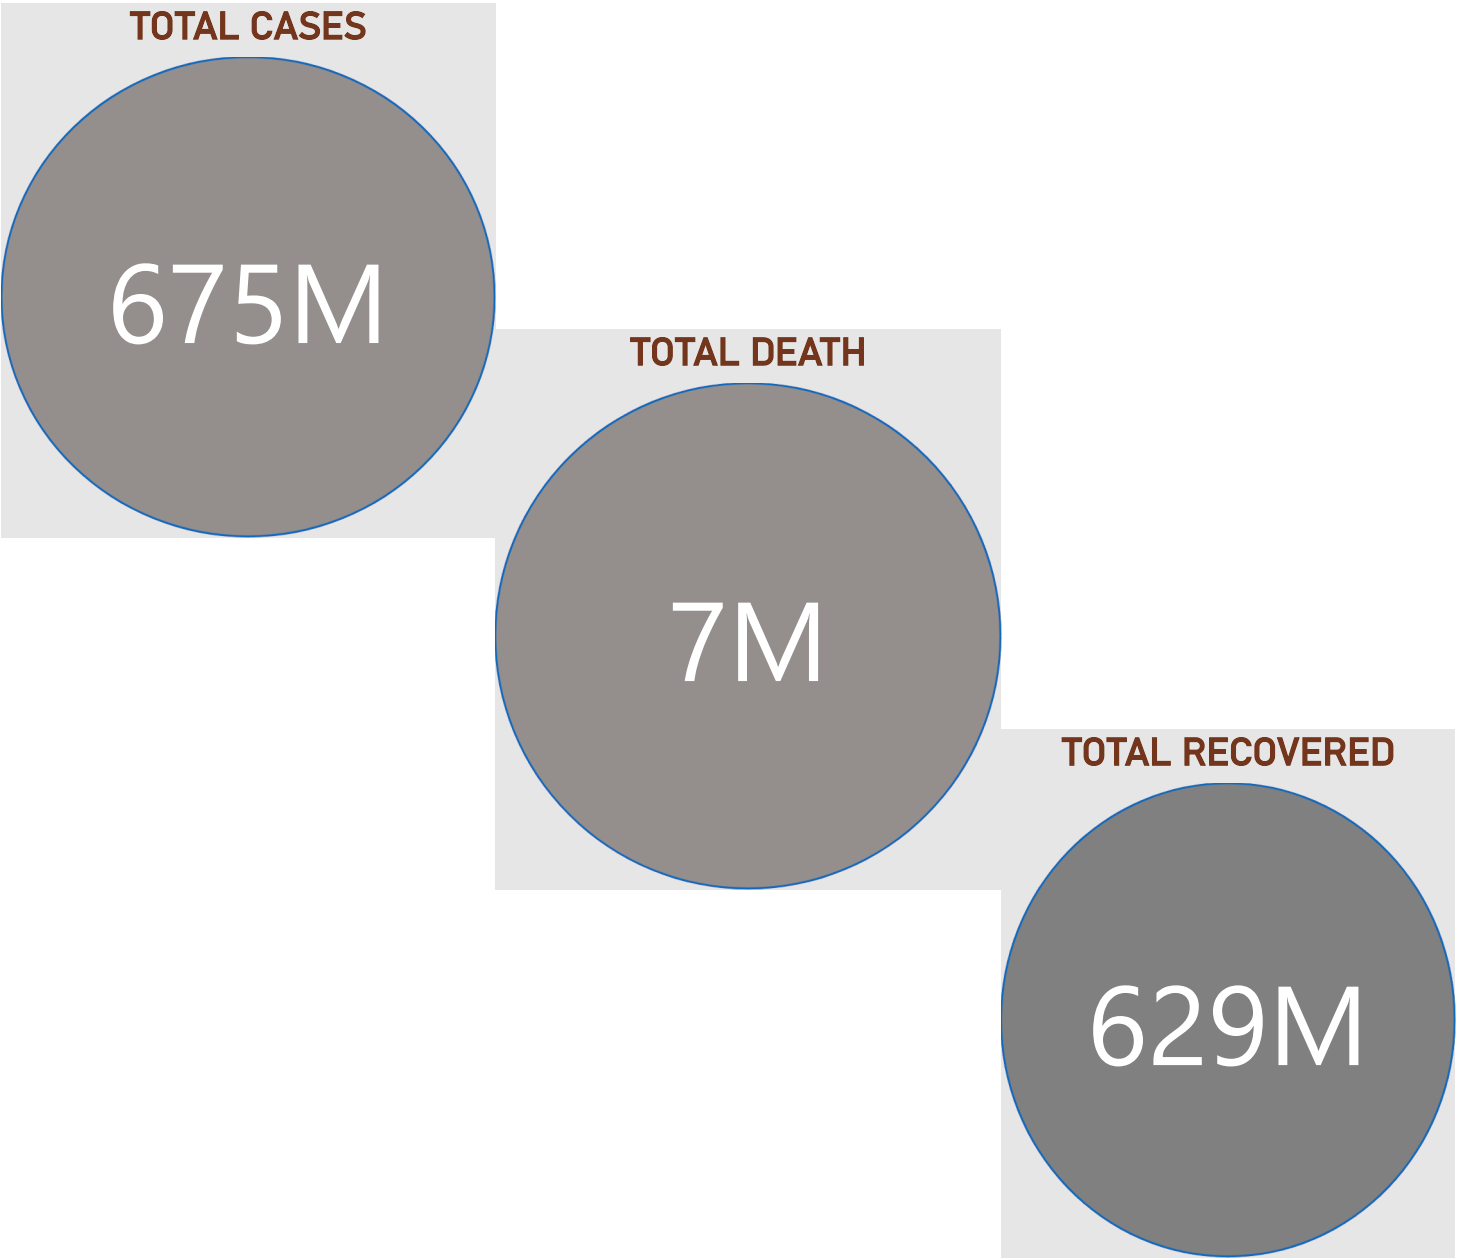 TOTAL CASES
675M
TOTAL DEATH
7M
TOTAL RECOVERED
629M